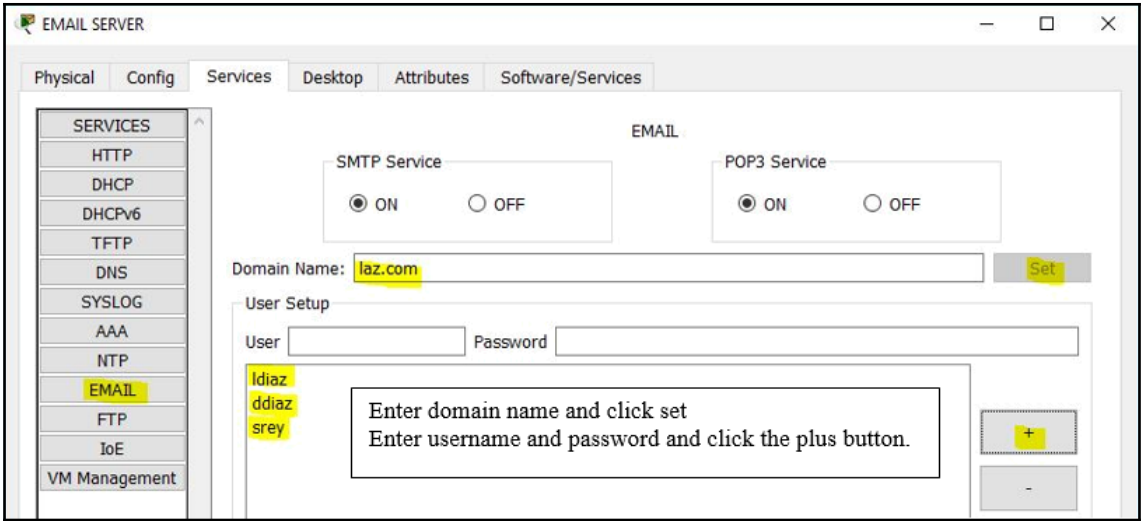 EMAIL SERVER
Physical Config Services Desktop Attributes Software/Services
SERVICES
HTTP
DHCP
DHCPv6
TFTP
DNS
SYSLOG
AAA
NTP
EMAIL
FTP
IoE
VM Management
EMAIL
SMTP Service
ON OFF
POP3 Service
ON OFF
Domain Name: laz.com Set
User Setup
User Password
ldiaz
ddiaz
srey
Enter domain name and click set
Enter username and password and click the plus button.
+
-